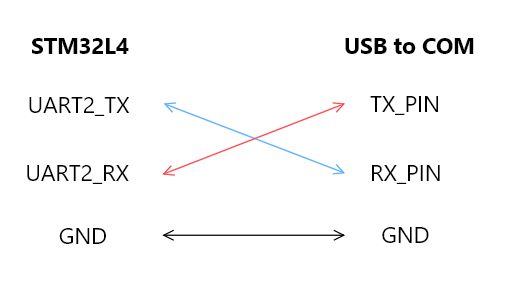 STM32L4 USB to COM
UART2_TX TX_PIN
UART2_RX RX_PIN
GND GND